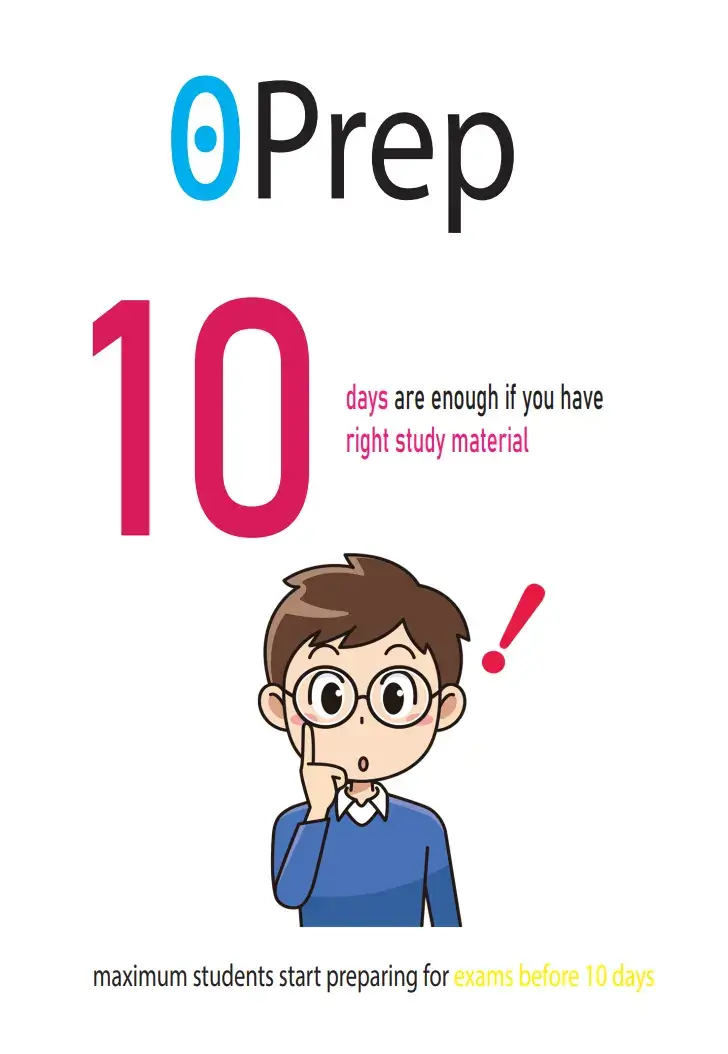 0Prep
10
days are enough if you have
right study material
!
maximum students start preparing for exams before 10 days